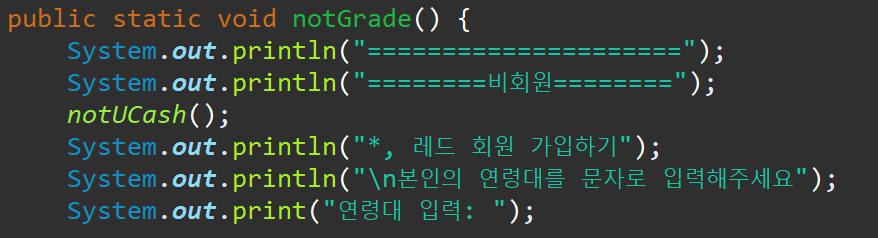 public static void notGrade() {
System.out.println("=====================");
System.out.println("========비회원========");
notUCash();
System.out.println("*, 레드 회원 가입하기");
System.out.println("\n본인의 연령대를 문자로 입력해주세요");
System.out.print("연령대 입력: ");